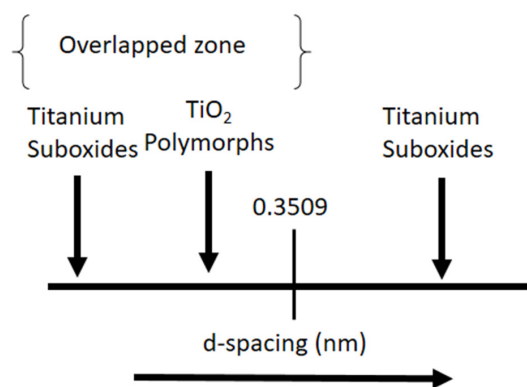 Overlapped zone
Titanium
Suboxides
TiO₂
Polymorphs
Titanium
Suboxides
0.3509
d-spacing (nm)